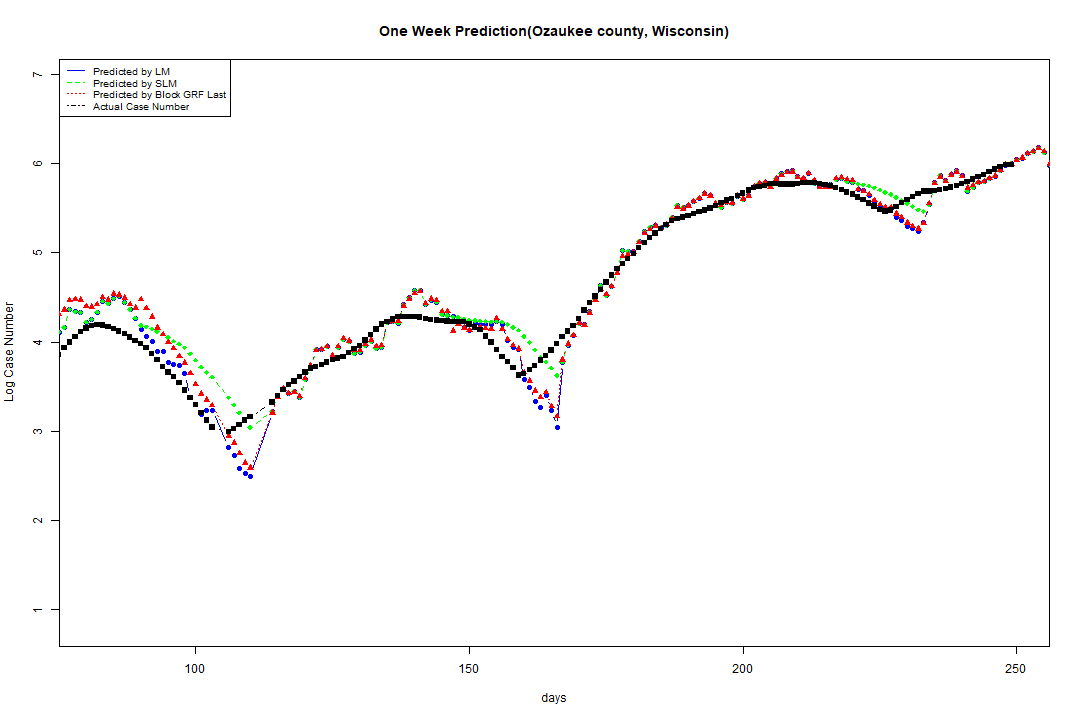 One Week Prediction(Ozaukee county, Wisconsin)
Predicted by LM
Predicted by SLM
Predicted by Block GRF Last
Actual Case Number
7
6
5
4
3
2
1
Log Case Number
100 150 200 250
days